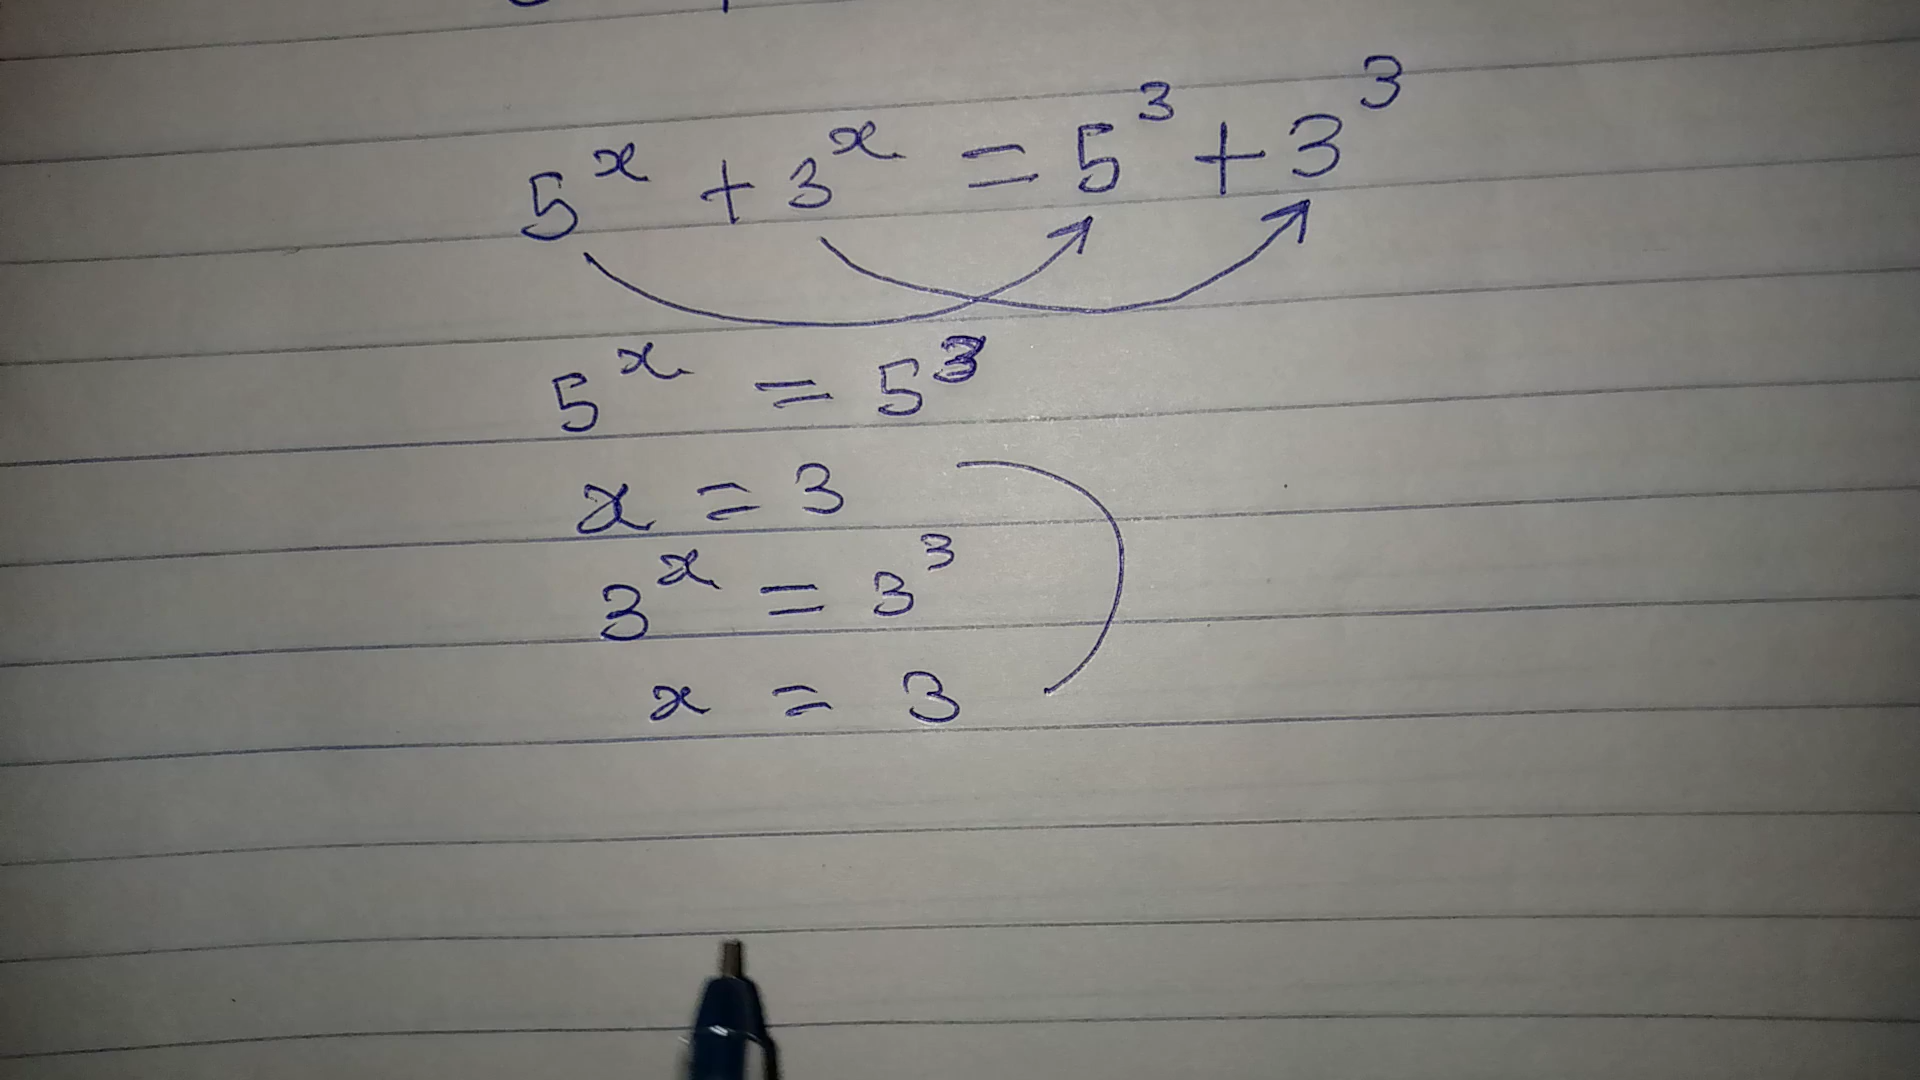 5^x + 3^x = 5^3 + 3^3
5^x = 5^3
x = 3
3^x = 3^3
x = 3